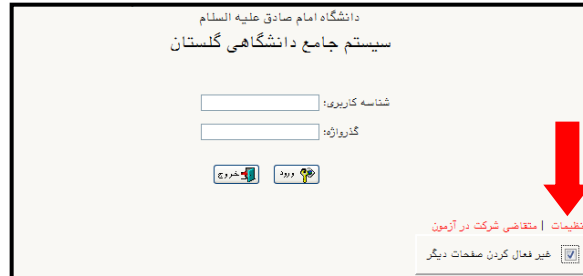 دانشگاه امام صادق علیه السلام
سیستم جامع دانشگاهی گلستان
شناسه کاربری:
گذرواژه:
ورود خروج
تنظیمات | متقاضی شرکت در آزمون
غیر فعال کردن صفحات دیگر